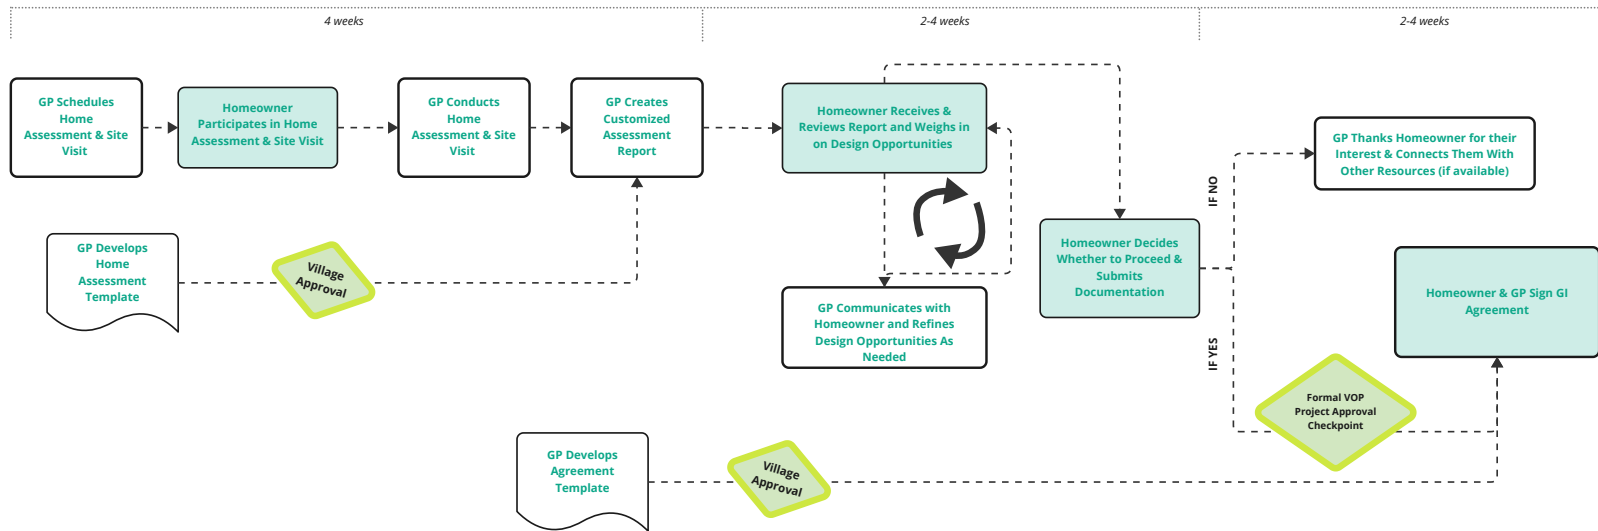 4 weeks
2-4 weeks
2-4 weeks
GP Schedules
Home
Assessment & Site
Visit
Homeowner
Participates in Home
Assessment & Site Visit
GP Conducts
Home
Assessment & Site
Visit
GP Creates
Customized
Assessment
Report
Homeowner Receives &
Reviews Report and Weighs in
on Design Opportunities
GP Thanks Homeowner for their
Interest & Connects Them With
Other Resources (if available)
IF NO
GP Develops
Home
Assessment
Template
Village
Approval
Homeowner Decides
Whether to Proceed &
Submits
Documentation
GP Communicates with
Homeowner and Refines
Design Opportunities As
Needed
Homeowner & GP Sign GI
Agreement
IF YES
Formal VOP
Project Approval
Checkpoint
GP Develops
Agreement
Template
Village
Approval